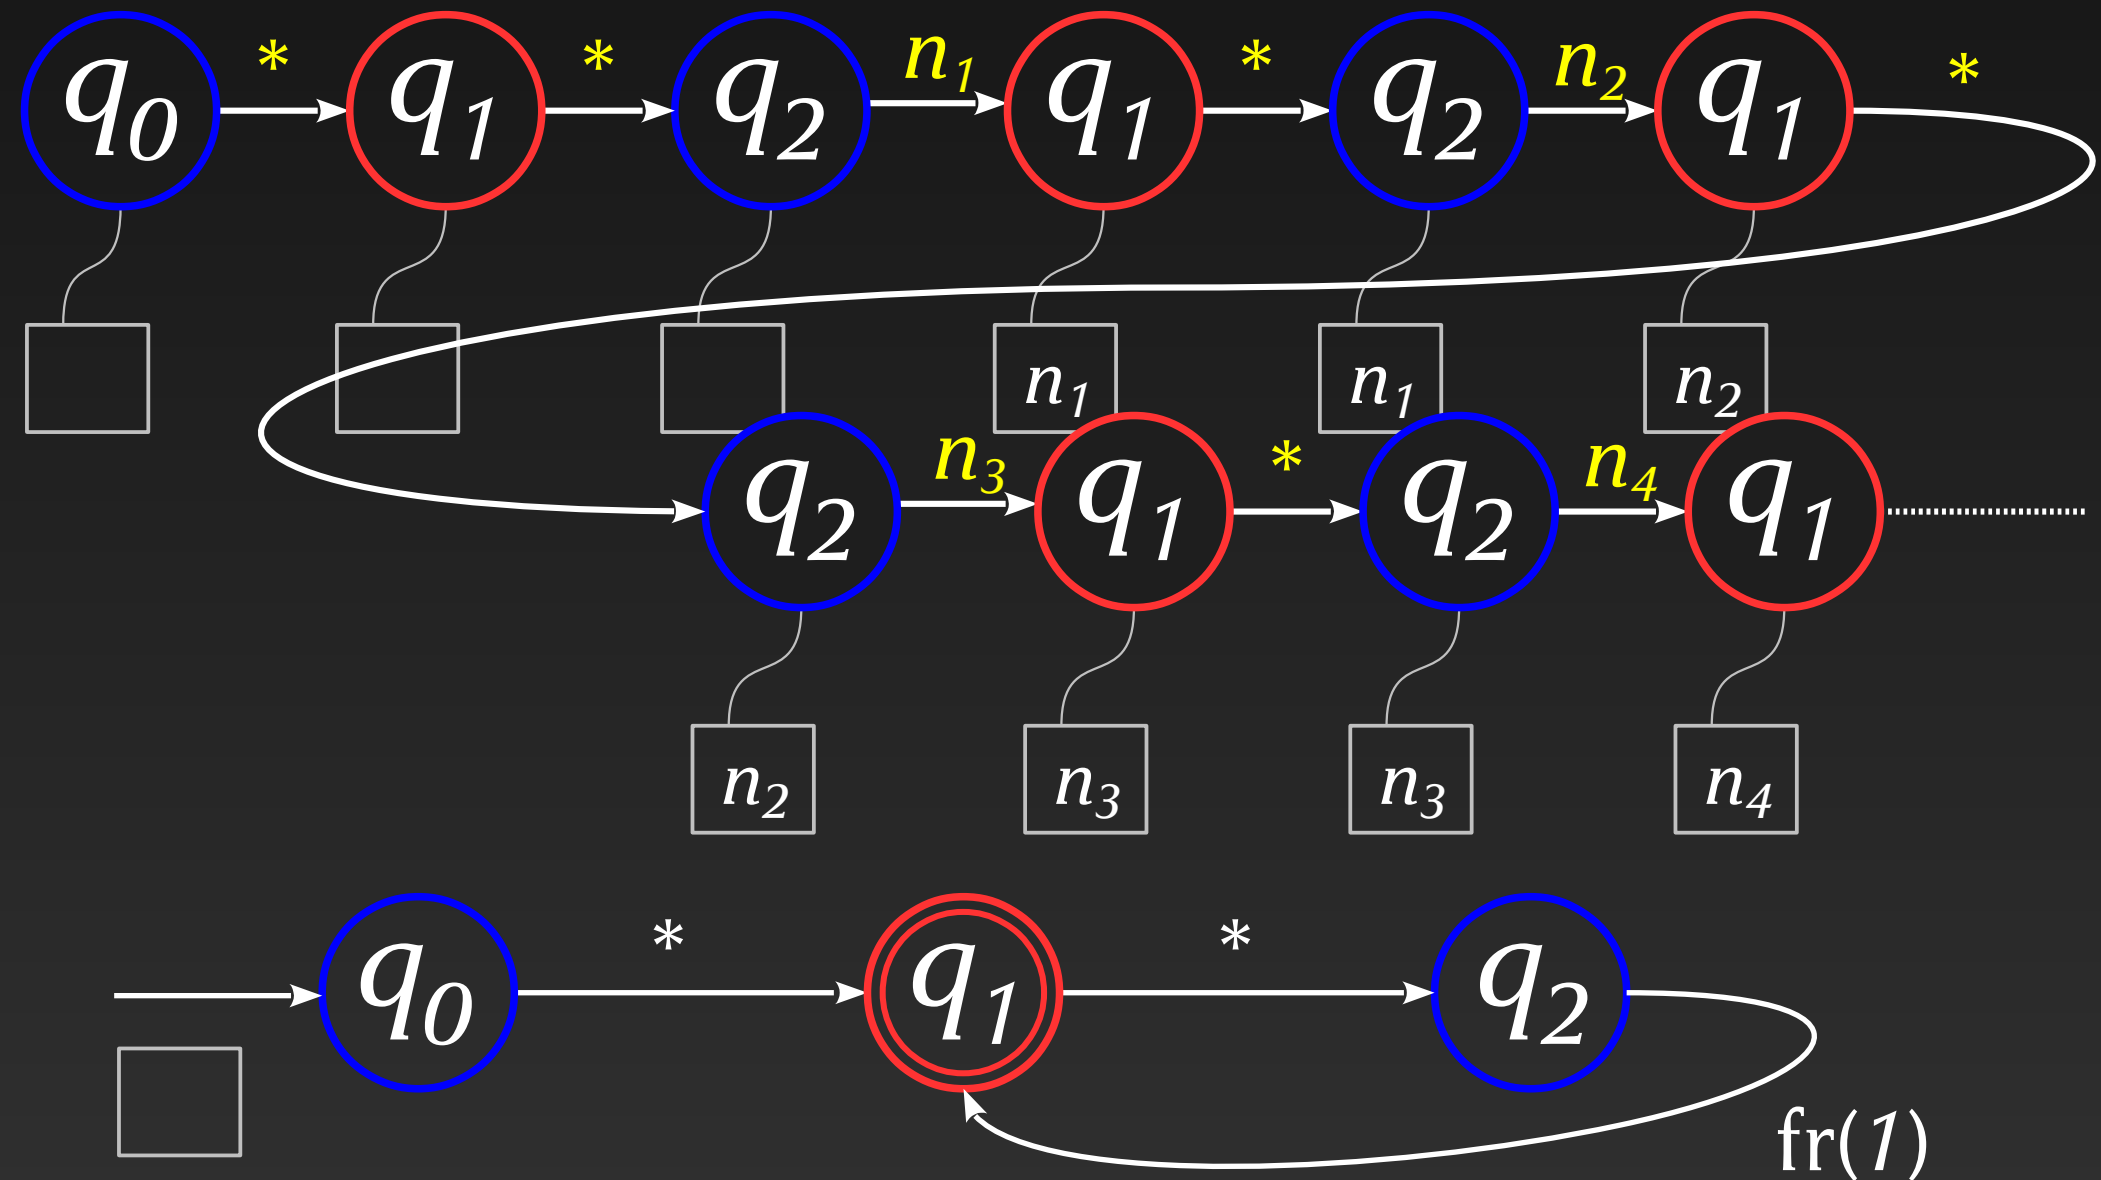 q0 * q1 * q2 n1 q1 * q2 n2 q1 *
n1 n1 n2
q2 n3 q1 * q2 n4 q1
n2 n3 n3 n4
q0 * q1 * q2
fr(1)